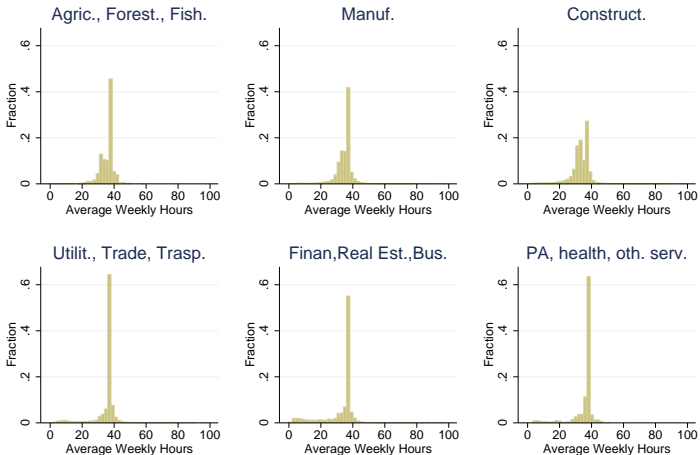 Agric., Forest., Fish.
Manuf.
Construct.
Fraction
0 .2 .4 .6
0 20 40 60 80 100
Average Weekly Hours
Fraction
0 .2 .4 .6
0 20 40 60 80 100
Average Weekly Hours
Fraction
0 .2 .4 .6
0 20 40 60 80 100
Average Weekly Hours
Utilit., Trade, Trasp.
Finan,Real Est.,Bus.
PA, health, oth. serv.
Fraction
0 .2 .4 .6
0 20 40 60 80 100
Average Weekly Hours
Fraction
0 .2 .4 .6
0 20 40 60 80 100
Average Weekly Hours
Fraction
0 .2 .4 .6
0 20 40 60 80 100
Average Weekly Hours